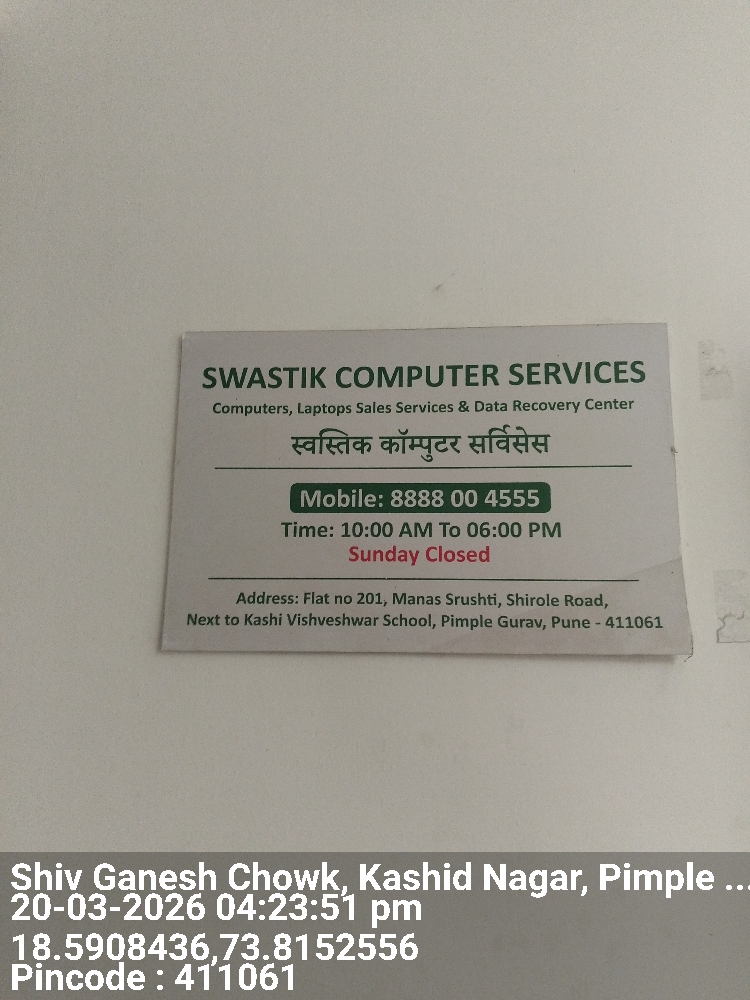 SWASTIK COMPUTER SERVICES
Computers, Laptops Sales Services & Data Recovery Center
स्वस्तिक कॉम्पुटर सर्विसेस
Mobile: 8888 00 4555
Time: 10:00 AM To 06:00 PM
Sunday Closed
Address: Flat no 201, Manas Srushti, Shirole Road,
Next to Kashi Vishveshwar School, Pimple Gurav, Pune - 411061
Shiv Ganesh Chowk, Kashid Nagar, Pimple ...
20-03-2026 04:23:51 pm
18.5908436,73.8152556
Pincode : 411061